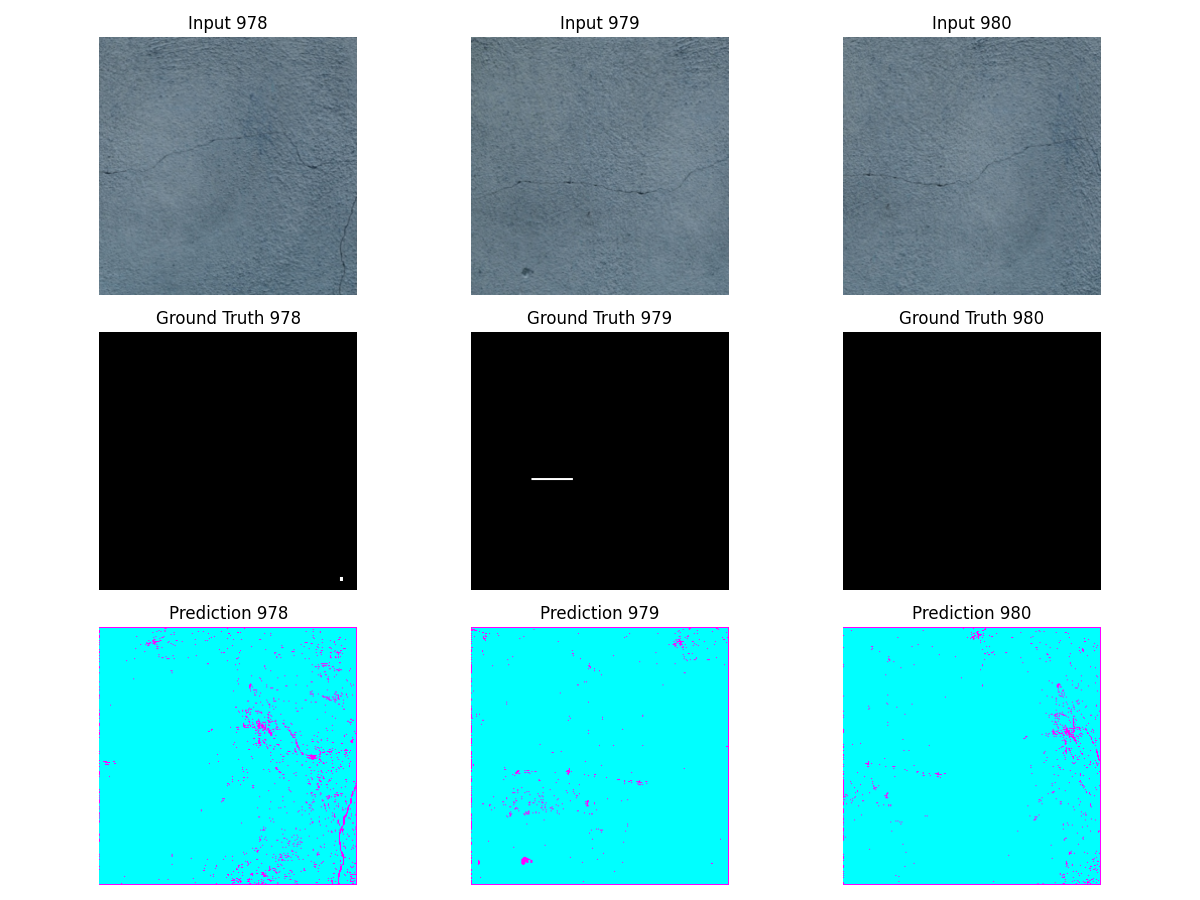 Input 978
Input 979
Input 980
Ground Truth 978
Ground Truth 979
Ground Truth 980
Prediction 978
Prediction 979
Prediction 980